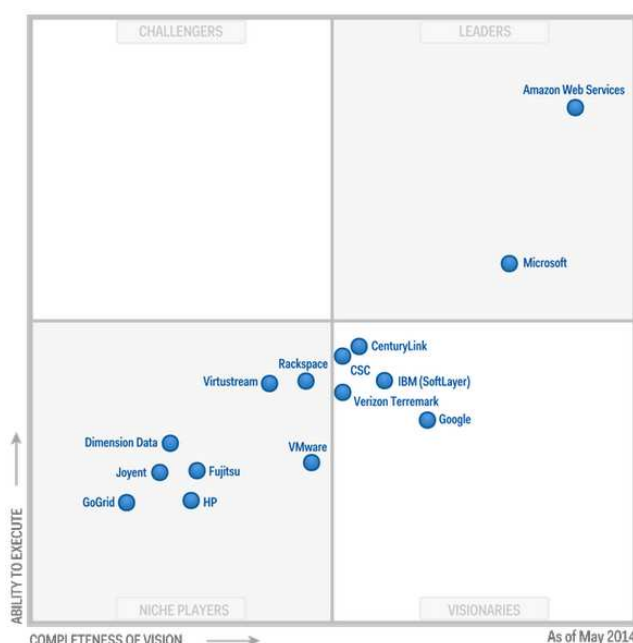 CHALLENGERS
LEADERS
Amazon Web Services
Microsoft
CenturyLink
CSC
Rackspace
Virtustream
IBM (SoftLayer)
Verizon Terremark
Google
Dimension Data
VMware
Joyent
Fujitsu
GoGrid
HP
ABILITY TO EXECUTE
NICHE PLAYERS
VISIONARIES
COMPLETENESS OF VISION
As of May 2014